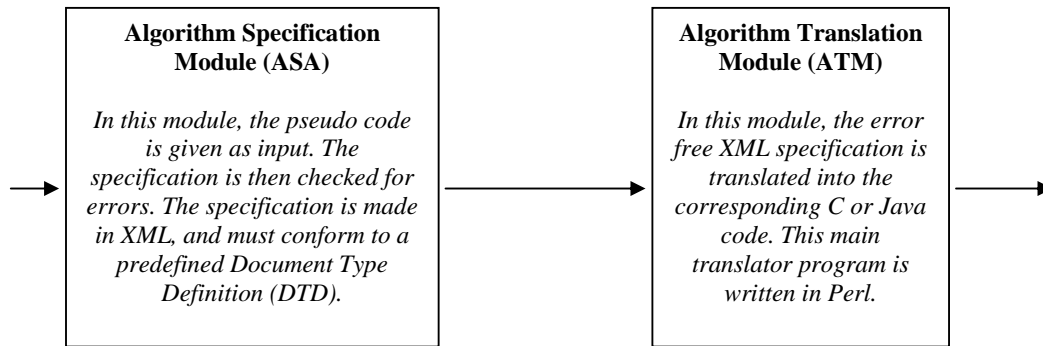 Algorithm Specification
Module (ASA)
In this module, the pseudo code
is given as input. The
specification is then checked for
errors. The specification is made
in XML, and must conform to a
predefined Document Type
Definition (DTD).
Algorithm Translation
Module (ATM)
In this module, the error
free XML specification is
translated into the
corresponding C or Java
code. This main
translator program is
written in Perl.